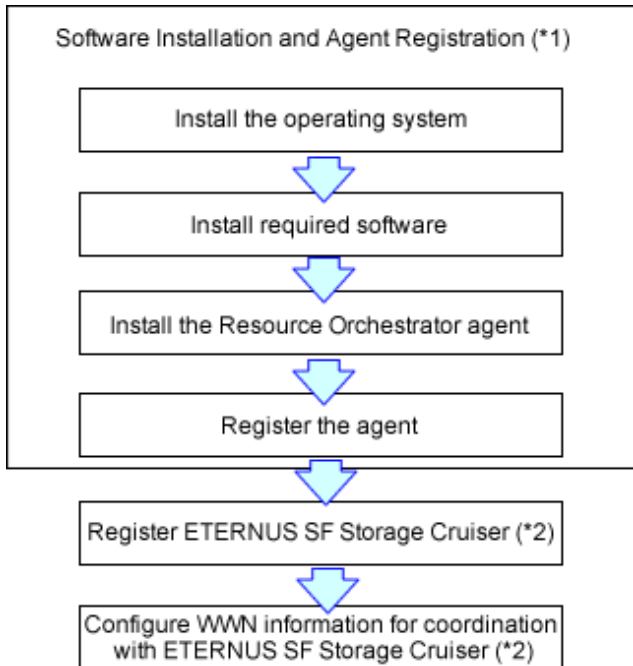 Software Installation and Agent Registration (*1)
Install the operating system
Install required software
Install the Resource Orchestrator agent
Register the agent
Register ETERNUS SF Storage Cruiser (*2)
Configure WWN information for coordination
with ETERNUS SF Storage Cruiser (*2)